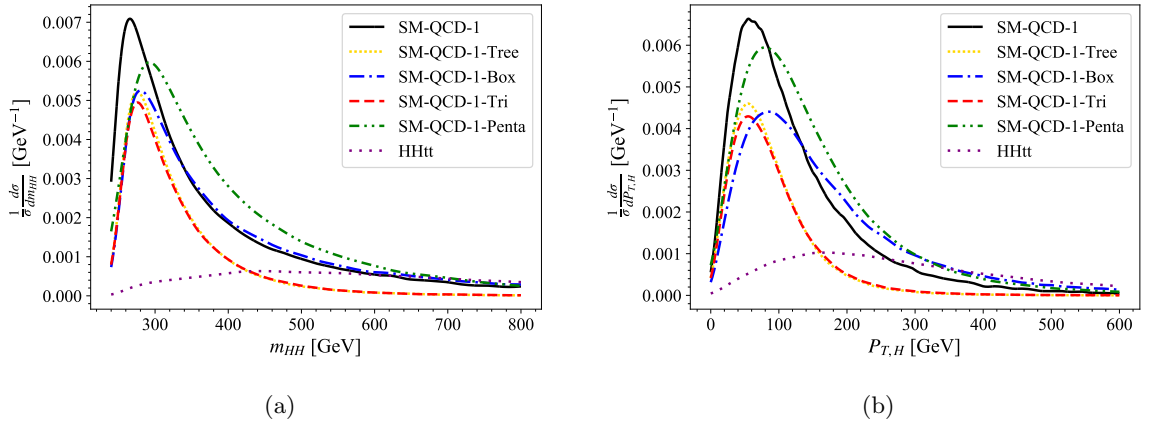 0.007
0.006
0.005
0.004
0.003
0.002
0.001
0.000
1/σ dσ/dm_HH [GeV⁻¹]
300 400 500 600 700 800
m_HH [GeV]
SM-QCD-1
SM-QCD-1-Tree
SM-QCD-1-Box
SM-QCD-1-Tri
SM-QCD-1-Penta
HHtt
(a)
0.006
0.005
0.004
0.003
0.002
0.001
0.000
1/σ dσ/dP_T,H [GeV⁻¹]
0 100 200 300 400 500 600
P_T,H [GeV]
SM-QCD-1
SM-QCD-1-Tree
SM-QCD-1-Box
SM-QCD-1-Tri
SM-QCD-1-Penta
HHtt
(b)